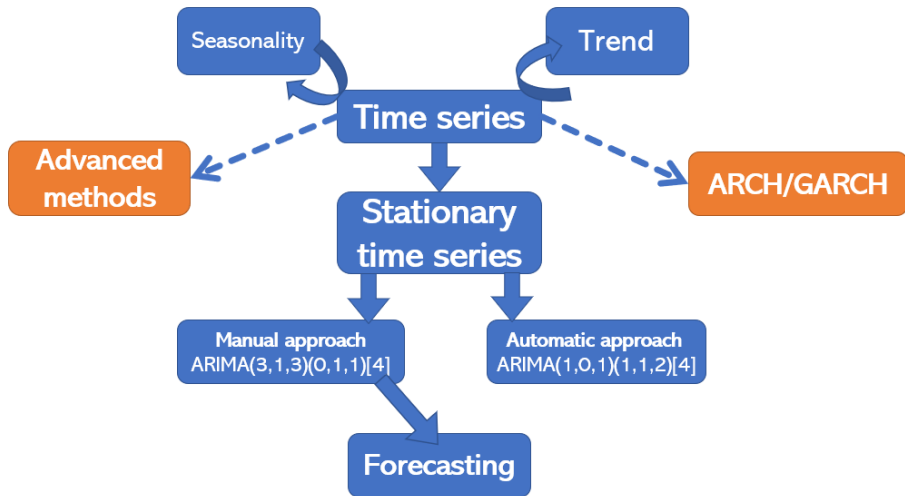 Seasonality
Trend
Time series
Advanced
methods
ARCH/GARCH
Stationary
time series
Manual approach
ARIMA(3,1,3)(0,1,1)[4]
Automatic approach
ARIMA(1,0,1)(1,1,2)[4]
Forecasting